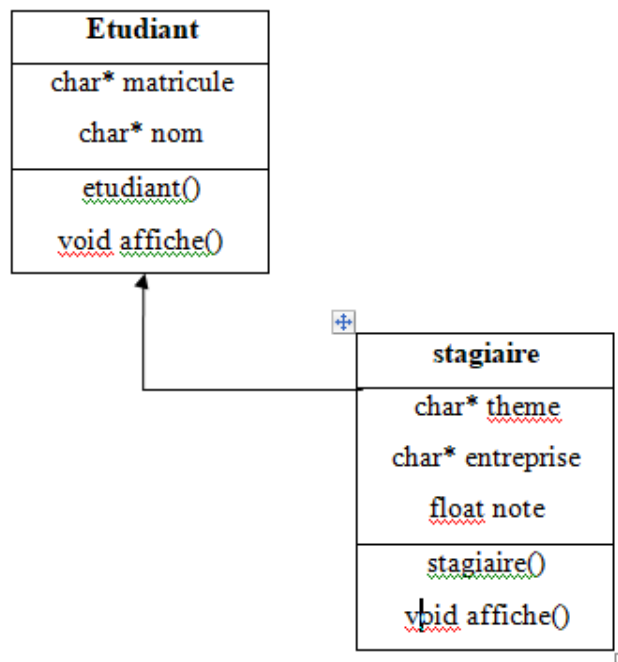 Etudiant
char* matricule
char* nom
etudiant()
void affiche()
stagiaire
char* theme
char* entreprise
float note
stagiaire()
void affiche()